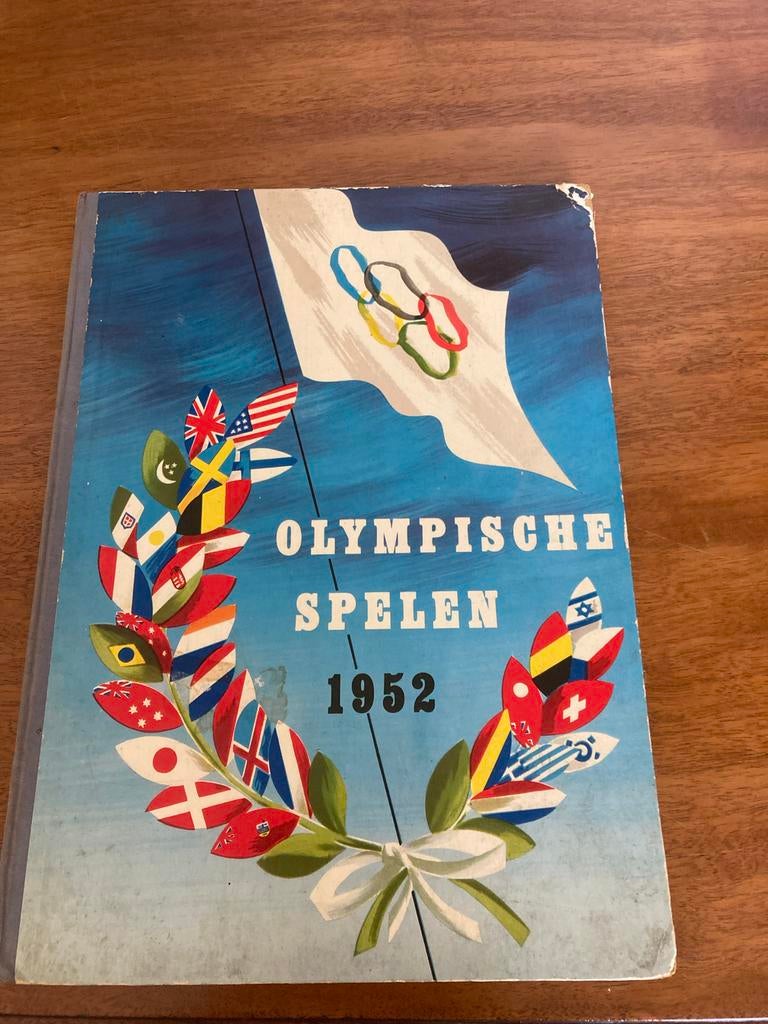 OLYMPISCHE
SPELEN
1952